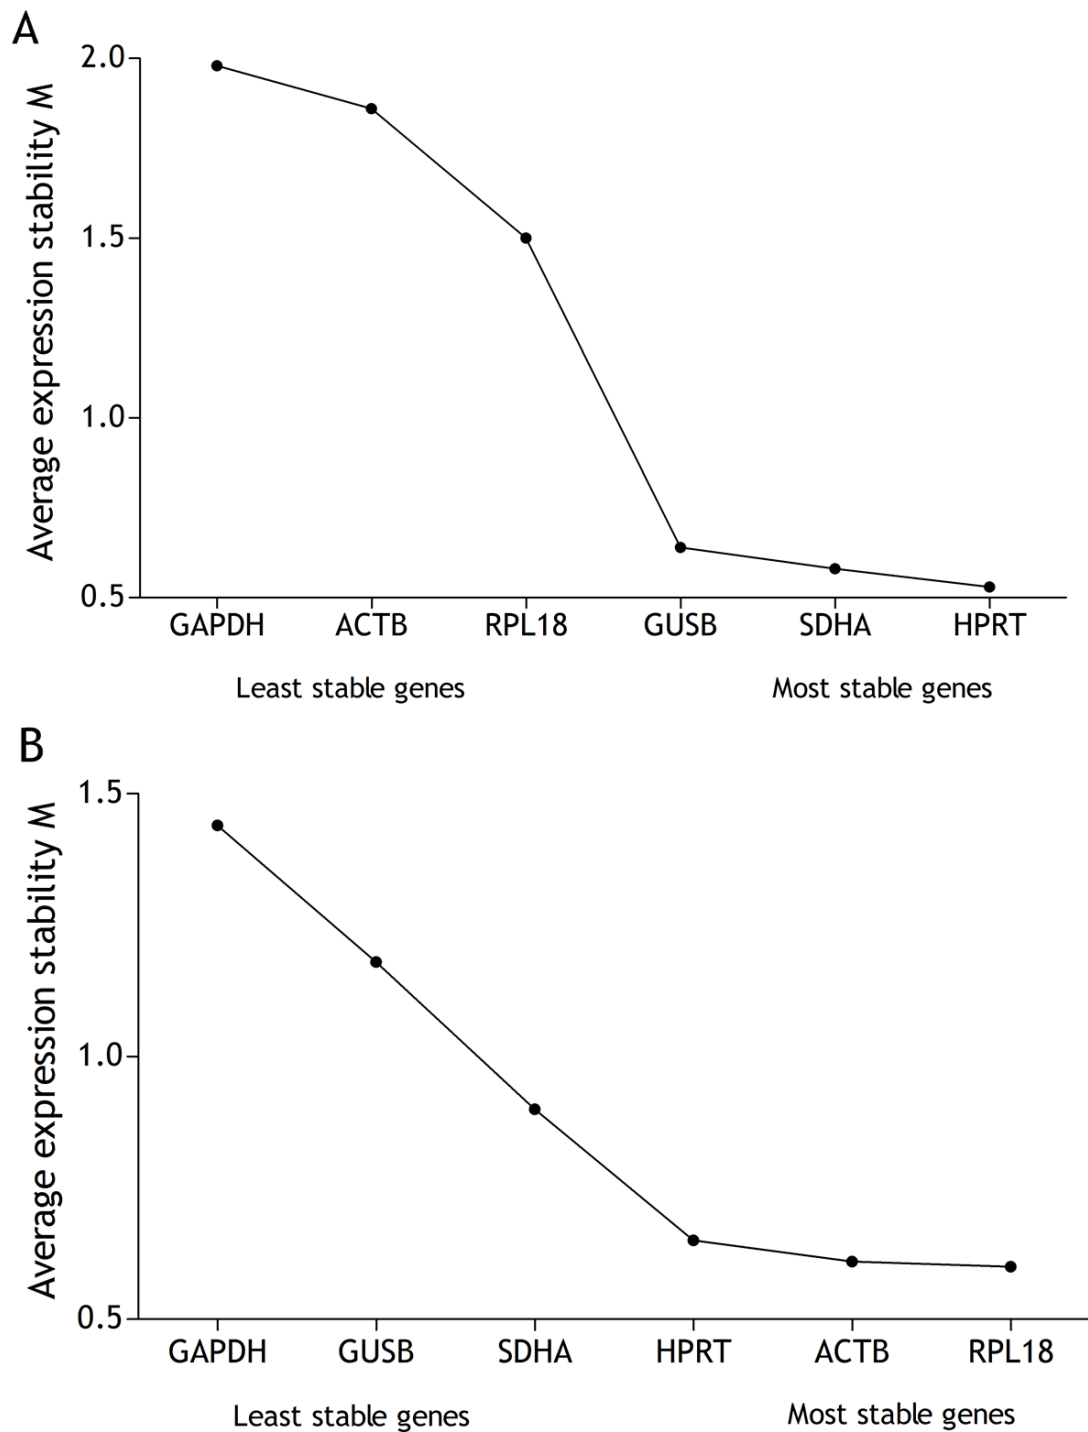 A
Average expression stability M
2.0
1.5
1.0
0.5
GAPDH ACTB RPL18 GUSB SDHA HPRT
Least stable genes Most stable genes
B
Average expression stability M
1.5
1.0
0.5
GAPDH GUSB SDHA HPRT ACTB RPL18
Least stable genes Most stable genes